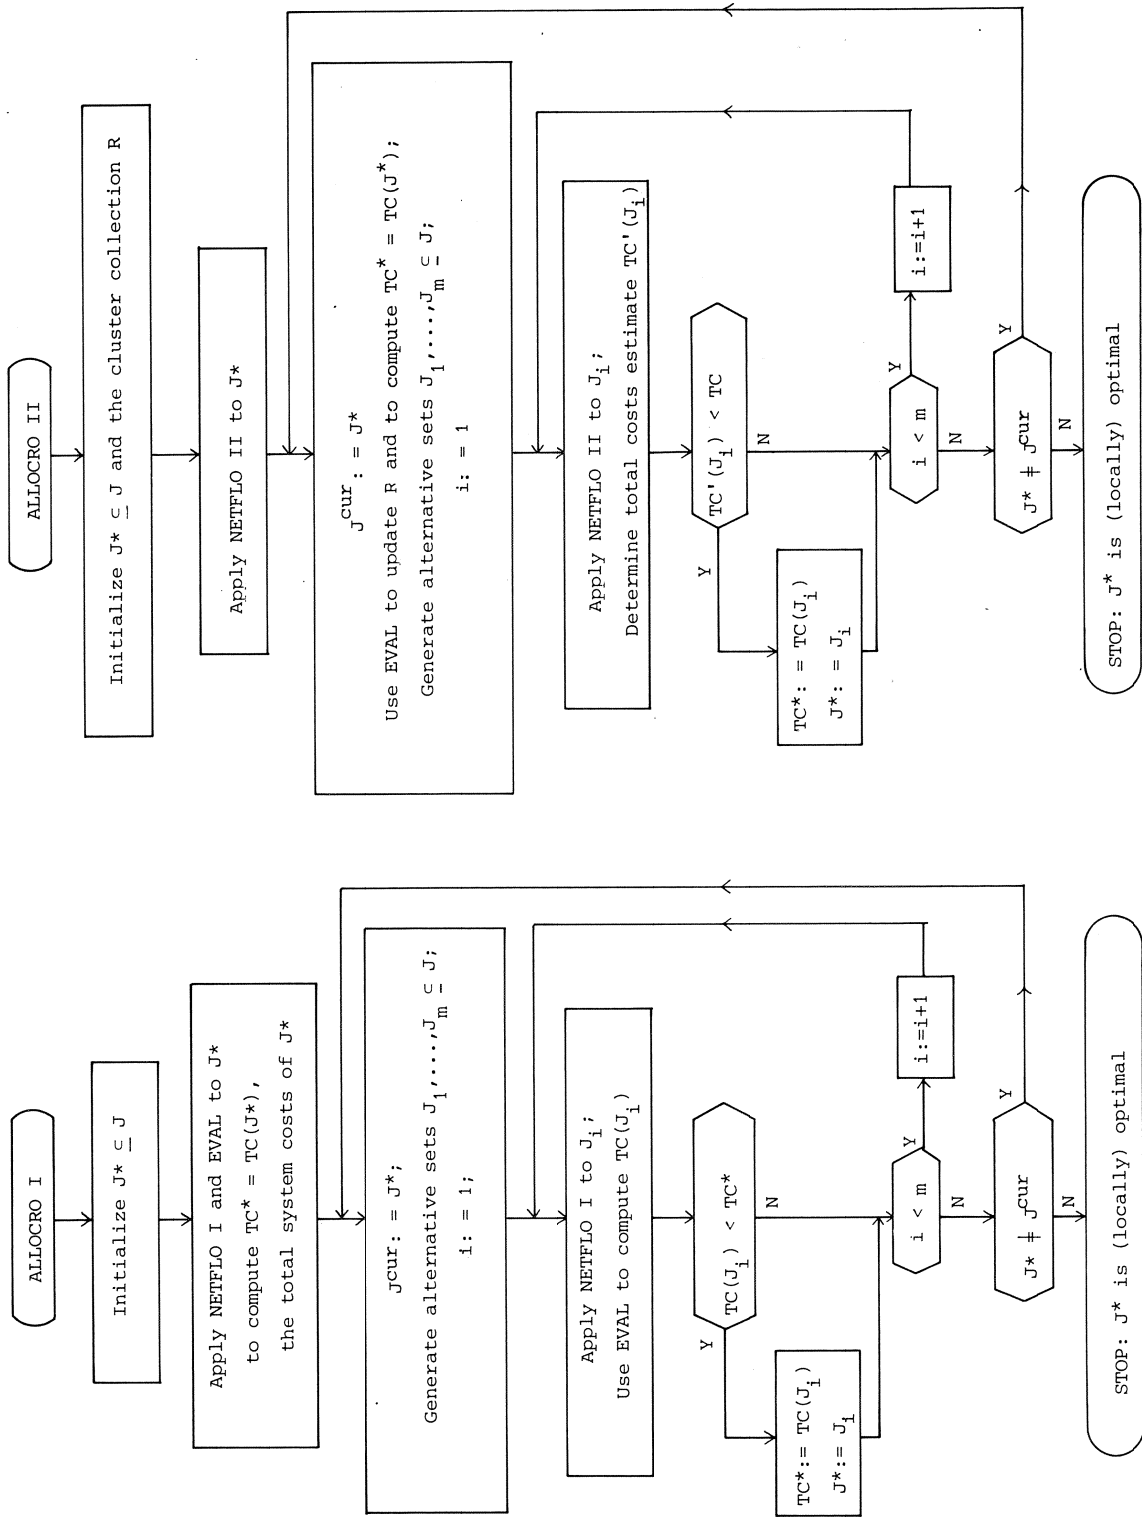 ALLOCRO I
Initialize J* ⊆ J
Apply NETFLO I and EVAL to J*
to compute TC* = TC(J*),
the total system costs of J*
J^cur := J*;
Generate alternative sets J_1,...,J_m ⊆ J;
i: = 1;
Apply NETFLO I to J_i;
Use EVAL to compute TC(J_i)
TC(J_i) < TC*
Y
N
TC*:= TC(J_i)
J*:= J_i
i < m
Y
N
i:=i+1
J* ≠ J^cur
Y
N
STOP: J* is (locally) optimal
ALLOCRO II
Initialize J* ⊆ J and the cluster collection R
Apply NETFLO II to J*
J^cur := J*
Use EVAL to update R and to compute TC* = TC(J*);
Generate alternative sets J_1,...,J_m ⊆ J;
i: = 1
Apply NETFLO II to J_i;
Determine total costs estimate TC'(J_i)
TC'(J_i) < TC
Y
N
TC*: = TC(J_i)
J*: = J_i
i < m
Y
N
i:=i+1
J* ≠ J^cur
Y
N
STOP: J* is (locally) optimal